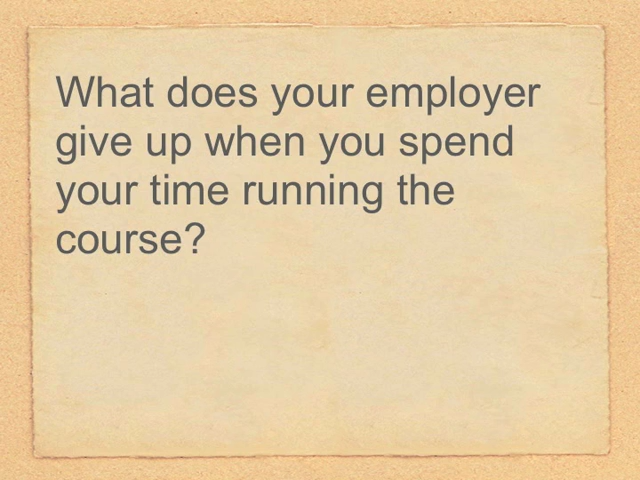 What does your employer
give up when you spend
your time running the
course?